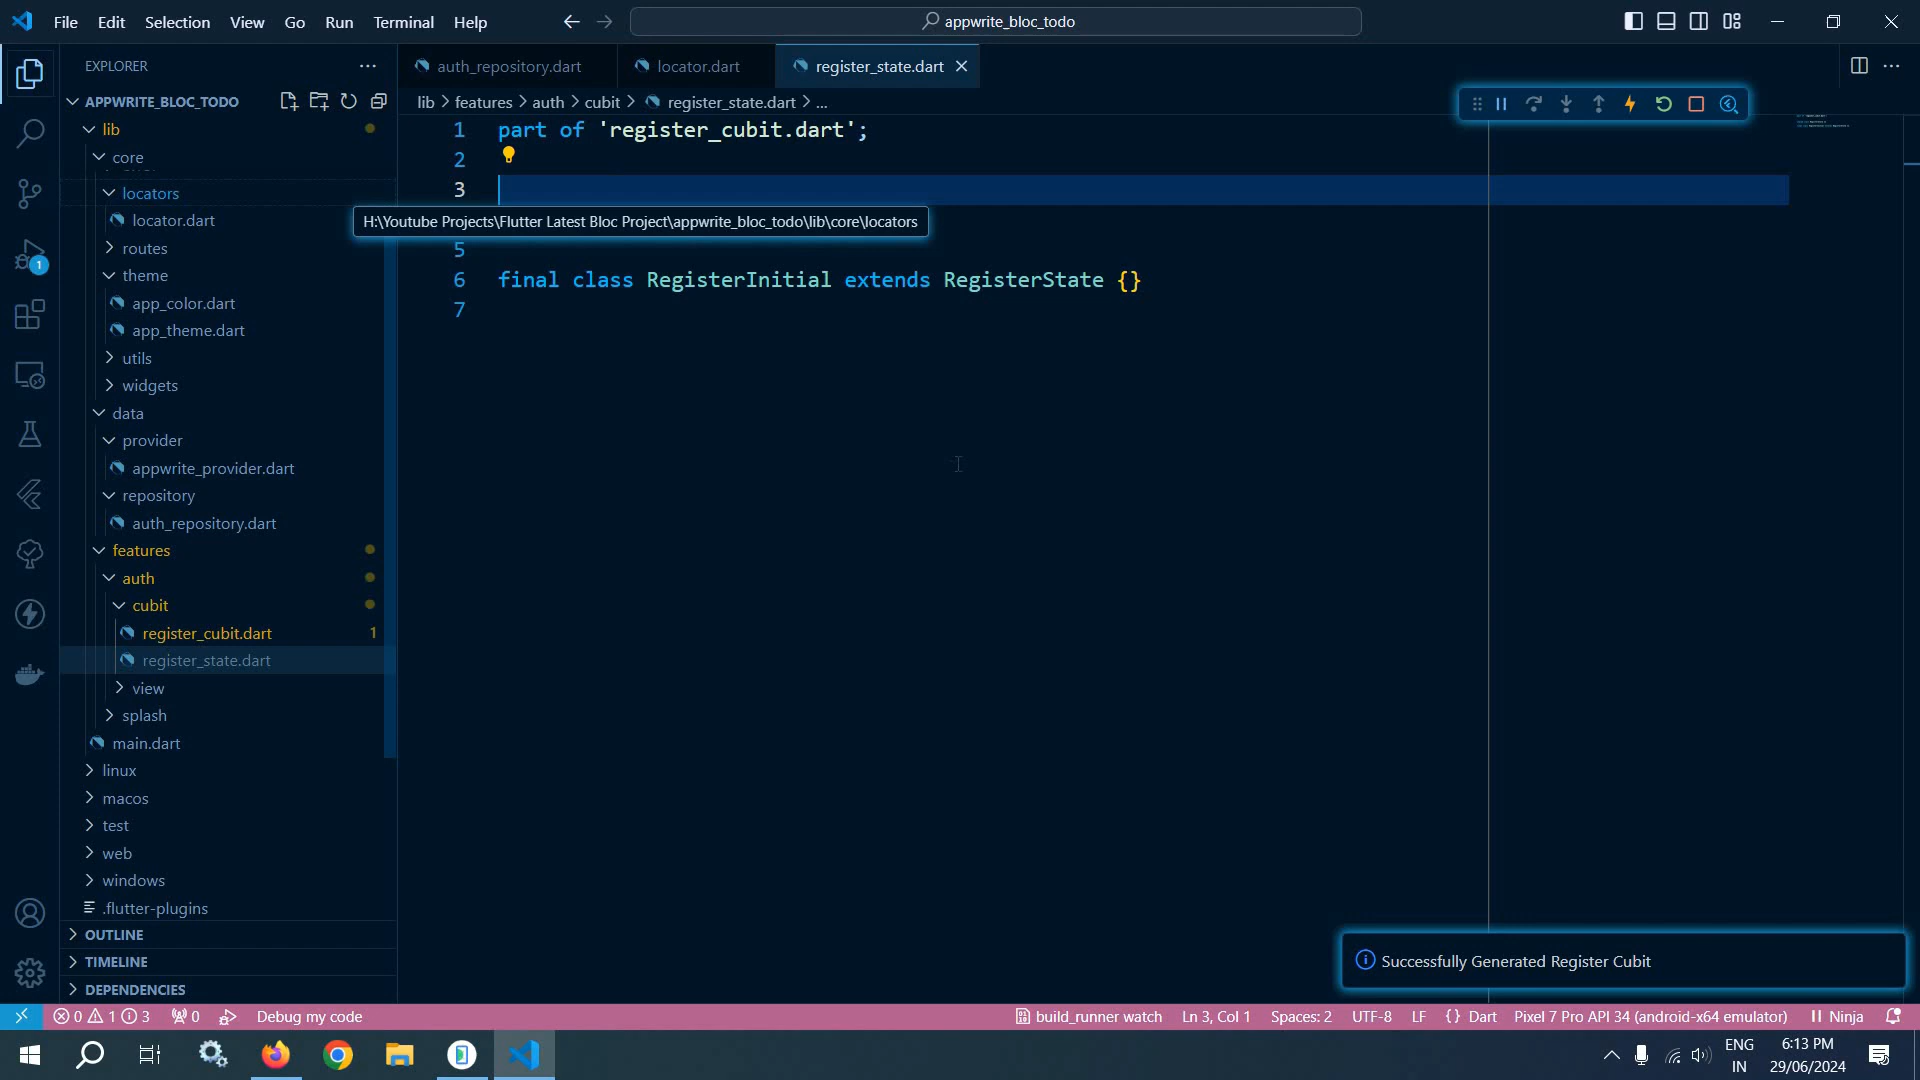 File Edit Selection View Go Run Terminal Help
appwrite_bloc_todo
EXPLORER
APPWRITE_BLOC_TODO
lib
core
locators
locator.dart
routes
theme
app_color.dart
app_theme.dart
utils
widgets
data
provider
appwrite_provider.dart
repository
auth_repository.dart
features
auth
cubit
register_cubit.dart 1
register_state.dart
view
splash
main.dart
linux
macos
test
web
windows
.flutter-plugins
OUTLINE
TIMELINE
DEPENDENCIES
1
auth_repository.dart locator.dart register_state.dart
lib > features > auth > cubit > register_state.dart > ...
1 part of 'register_cubit.dart';
2
3
H:\Youtube Projects\Flutter Latest Bloc Project\appwrite_bloc_todo\lib\core\locators
5
6 final class RegisterInitial extends RegisterState {}
7
Successfully Generated Register Cubit
0 1 3 0 Debug my code build_runner watch Ln 3, Col 1 Spaces: 2 UTF-8 LF {} Dart Pixel 7 Pro API 34 (android-x64 emulator) Ninja
ENG
IN
6:13 PM
29/06/2024